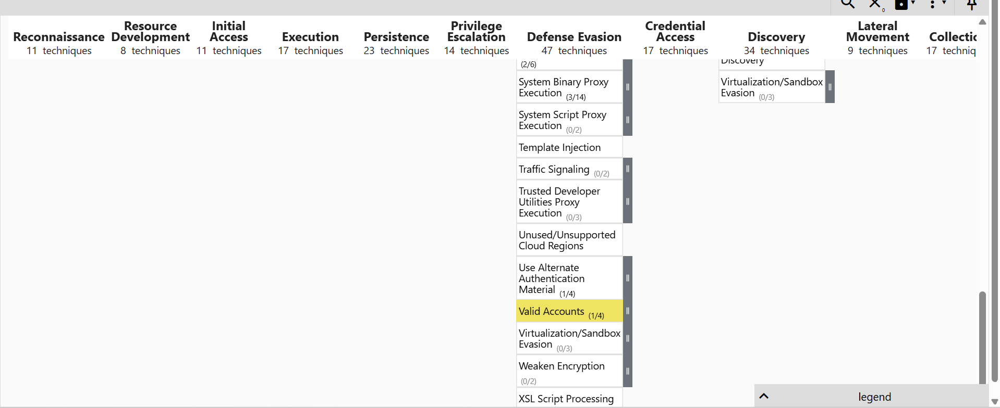 0
Reconnaissance
11 techniques
Resource
Development
8 techniques
Initial
Access
11 techniques
Execution
17 techniques
Persistence
23 techniques
Privilege
Escalation
14 techniques
Defense Evasion
47 techniques
Credential
Access
17 techniques
Discovery
34 techniques
Lateral
Movement
9 techniques
Collectic
17 techniq
(2/6)
System Binary Proxy
Execution (3/14)
System Script Proxy
Execution (0/2)
Template Injection
Traffic Signaling (0/2)
Trusted Developer
Utilities Proxy
Execution (0/3)
Unused/Unsupported
Cloud Regions
Use Alternate
Authentication
Material (1/4)
Valid Accounts (1/4)
Virtualization/Sandbox
Evasion (0/3)
Weaken Encryption
(0/2)
XSL Script Processing
Discovery
Virtualization/Sandbox
Evasion (0/3)
legend